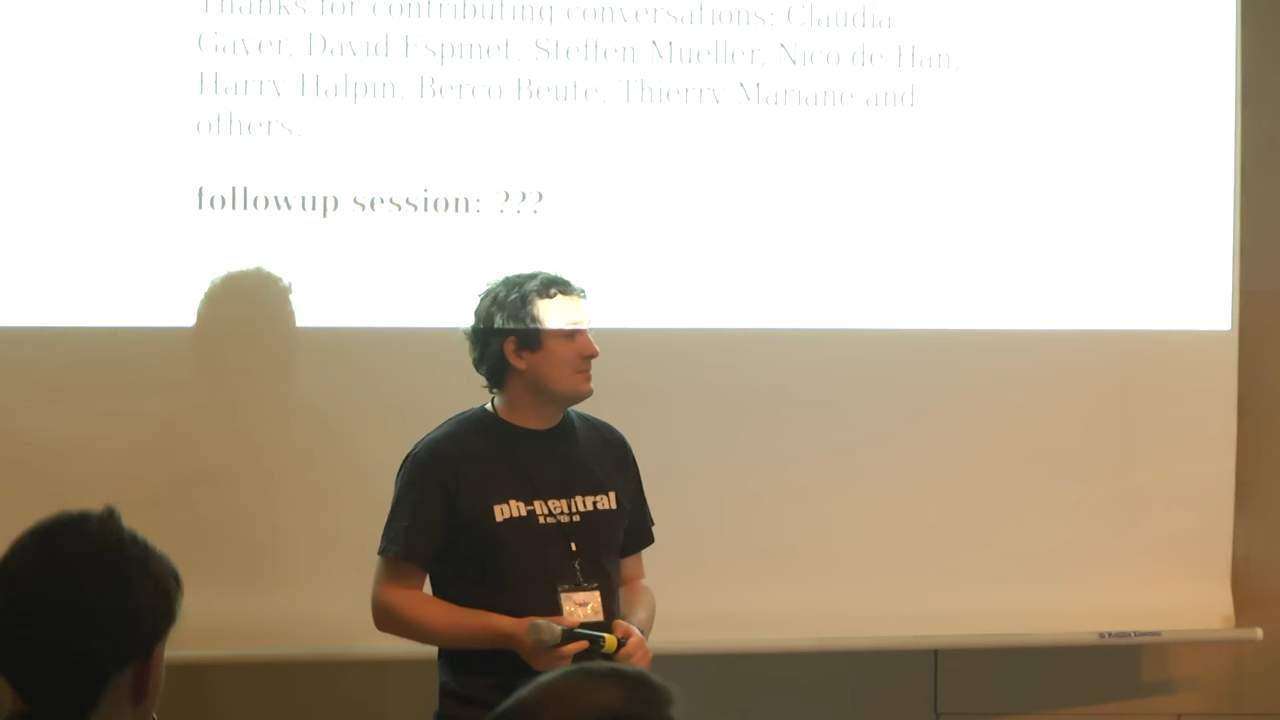 Thanks for contributing conversations: Claudia
Gaver, David Espinet, Steffen Mueller, Nico de Han,
Harry Halpin, Berco Beute, Thierry Mariane and
others.
followup session: ???
ph-neutral